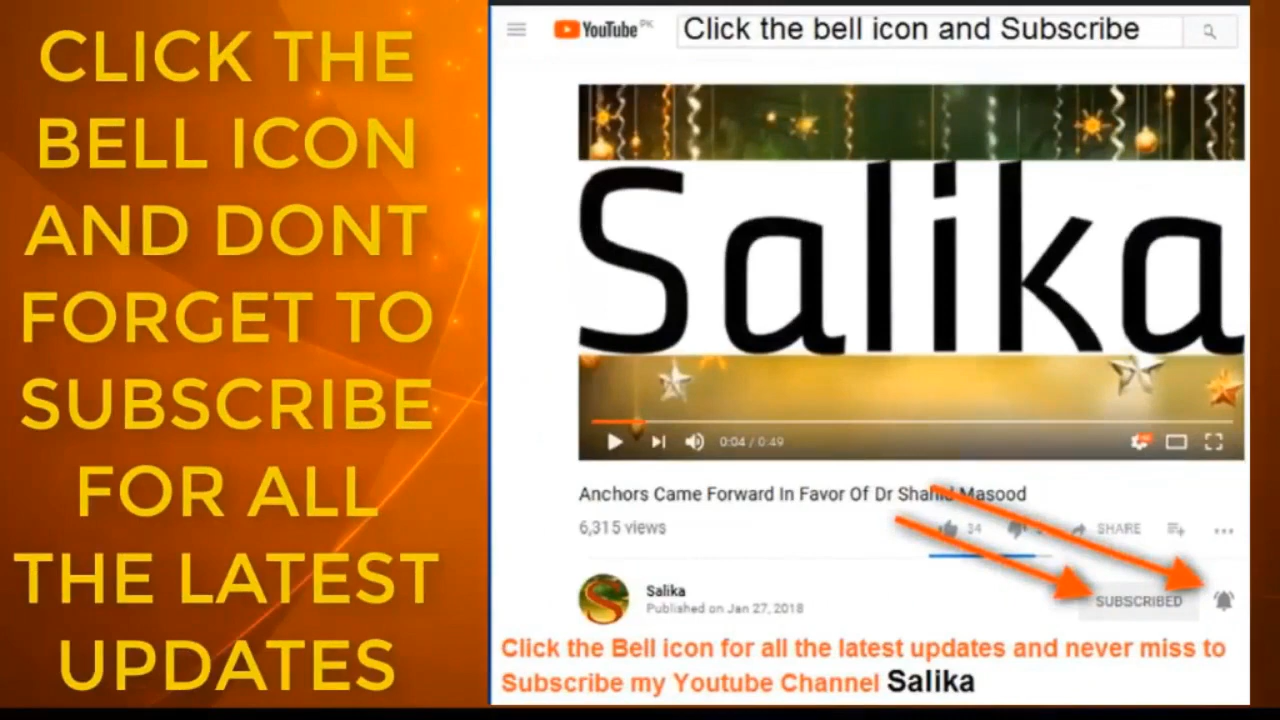 CLICK THE
BELL ICON
AND DONT
FORGET TO
SUBSCRIBE
FOR ALL
THE LATEST
UPDATES
YouTube PK
Click the bell icon and Subscribe
Salika
0:04 / 0:49
Anchors Came Forward In Favor Of Dr Shahid Masood
6,315 views
34
SHARE
Salika
Published on Jan 27, 2018
SUBSCRIBED
Click the Bell icon for all the latest updates and never miss to
Subscribe my Youtube Channel Salika